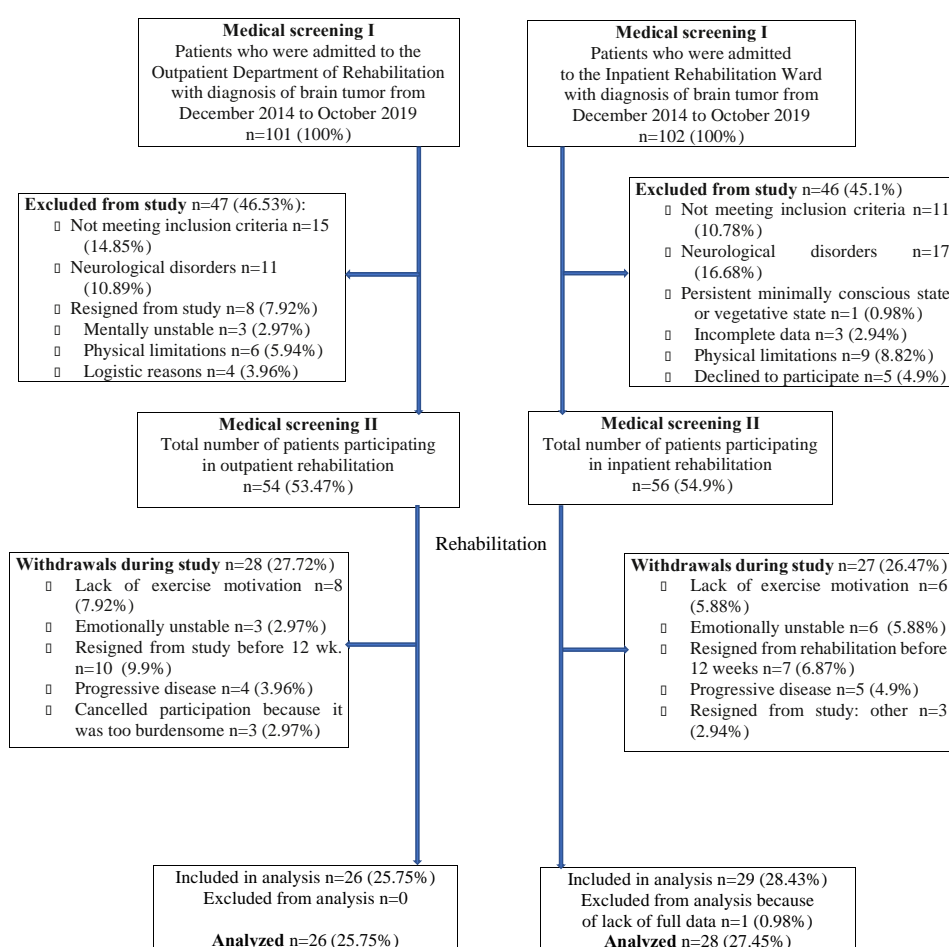 Medical screening I
Patients who were admitted to the
Outpatient Department of Rehabilitation
with diagnosis of brain tumor from
December 2014 to October 2019
n=101 (100%)
Medical screening I
Patients who were admitted
to the Inpatient Rehabilitation Ward
with diagnosis of brain tumor from
December 2014 to October 2019
n=102 (100%)
Excluded from study n=47 (46.53%):
Not meeting inclusion criteria n=15
(14.85%)
Neurological disorders n=11
(10.89%)
Resigned from study n=8 (7.92%)
Mentally unstable n=3 (2.97%)
Physical limitations n=6 (5.94%)
Logistic reasons n=4 (3.96%)
Excluded from study n=46 (45.1%)
Not meeting inclusion criteria n=11
(10.78%)
Neurological disorders n=17
(16.68%)
Persistent minimally conscious state
or vegetative state n=1 (0.98%)
Incomplete data n=3 (2.94%)
Physical limitations n=9 (8.82%)
Declined to participate n=5 (4.9%)
Medical screening II
Total number of patients participating
in outpatient rehabilitation
n=54 (53.47%)
Medical screening II
Total number of patients participating
in inpatient rehabilitation
n=56 (54.9%)
Rehabilitation
Withdrawals during study n=28 (27.72%)
Lack of exercise motivation n=8
(7.92%)
Emotionally unstable n=3 (2.97%)
Resigned from study before 12 wk.
n=10 (9.9%)
Progressive disease n=4 (3.96%)
Cancelled participation because it
was too burdensome n=3 (2.97%)
Withdrawals during study n=27 (26.47%)
Lack of exercise motivation n=6
(5.88%)
Emotionally unstable n=6 (5.88%)
Resigned from rehabilitation before
12 weeks n=7 (6.87%)
Progressive disease n=5 (4.9%)
Resigned from study: other n=3
(2.94%)
Included in analysis n=26 (25.75%)
Excluded from analysis n=0
Analyzed n=26 (25.75%)
Included in analysis n=29 (28.43%)
Excluded from analysis because
of lack of full data n=1 (0.98%)
Analyzed n=28 (27.45%)